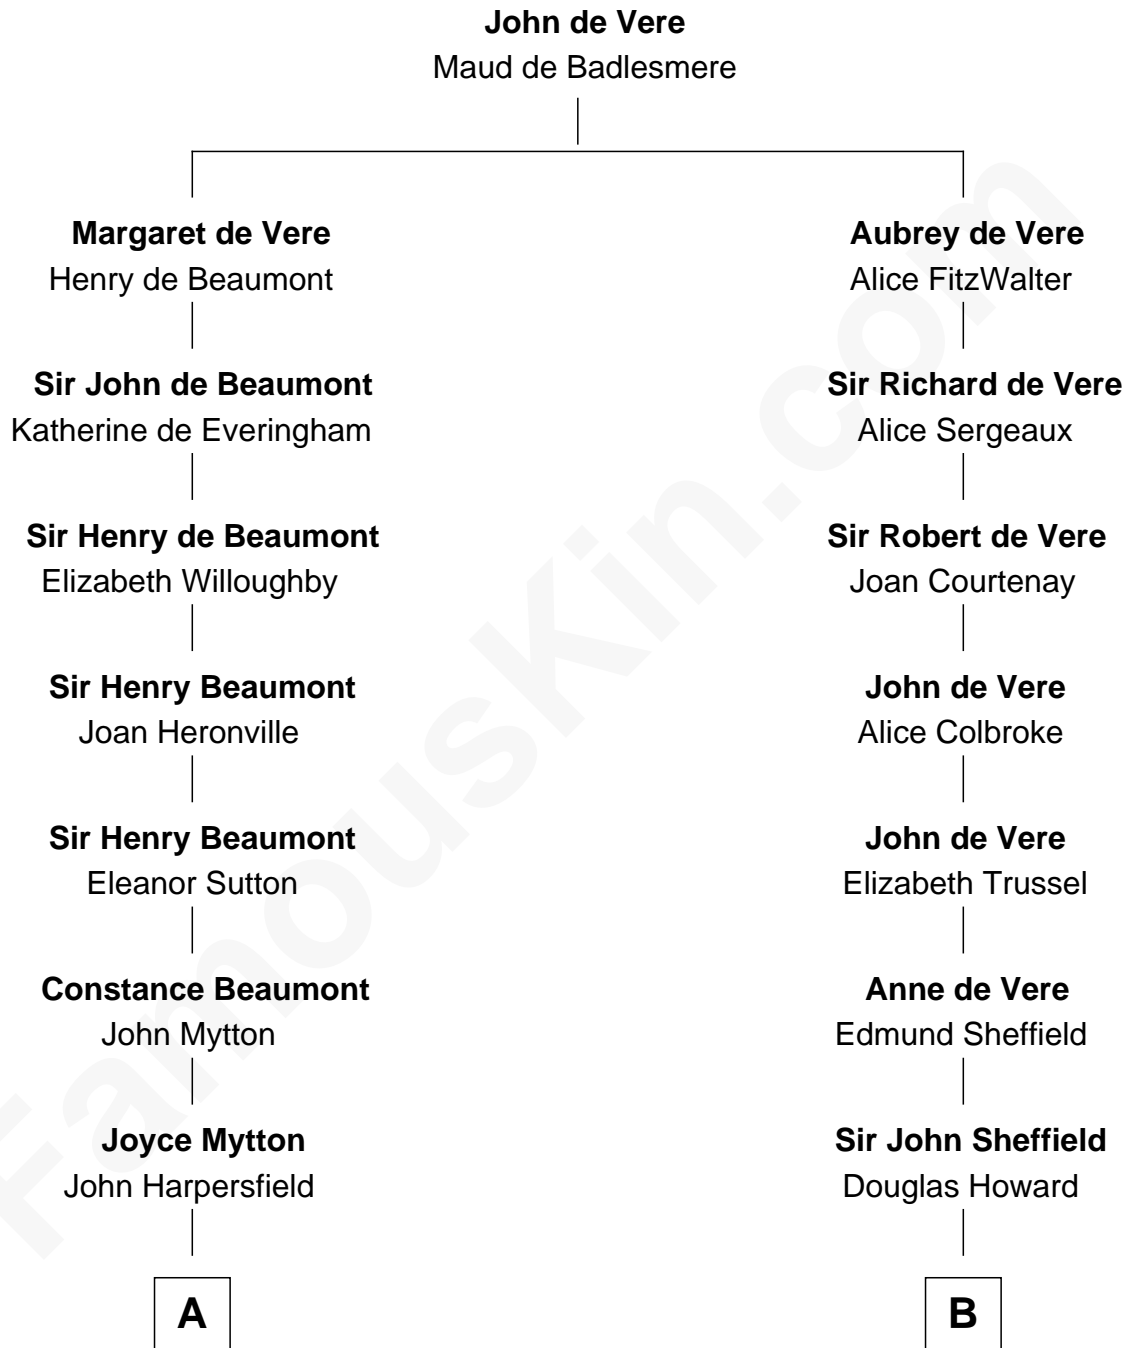 John de Vere
Maud de Badlesmere
Margaret de Vere
Henry de Beaumont
Aubrey de Vere
Alice FitzWalter
Sir John de Beaumont
Katherine de Everingham
Sir Richard de Vere
Alice Sergeaux
Sir Henry de Beaumont
Elizabeth Willoughby
Sir Robert de Vere
Joan Courtenay
Sir Henry Beaumont
Joan Heronville
John de Vere
Alice Colbroke
Sir Henry Beaumont
Eleanor Sutton
John de Vere
Elizabeth Trussel
Constance Beaumont
John Mytton
Anne de Vere
Edmund Sheffield
Joyce Mytton
John Harpersfield
Sir John Sheffield
Douglas Howard
A
B
FamousKin.com